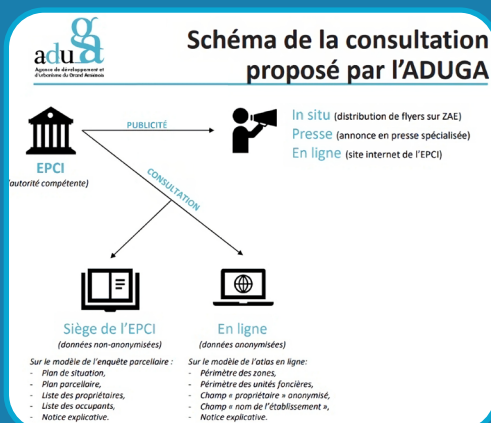 aduga
Agence de développement et
d'urbanisme du Grand Amiénois
Schéma de la consultation
proposé par l'ADUGA
PUBLICITÉ
In situ (distribution de flyers sur ZAE)
Presse (annonce en presse spécialisée)
En ligne (site internet de l'EPCI)
EPCI
(autorité compétente)
CONSULTATION
Siège de l'EPCI
(données non-anonymisées)
Sur le modèle de l'enquête parcellaire :
- Plan de situation,
- Plan parcellaire,
- Liste des propriétaires,
- Liste des occupants,
- Notice explicative.
En ligne
(données anonymisées)
Sur le modèle de l'atlas en ligne:
- Périmètre des zones,
- Périmètre des unités foncières,
- Champ « propriétaire » anonymisé,
- Champ « nom de l'établissement »,
- Notice explicative.